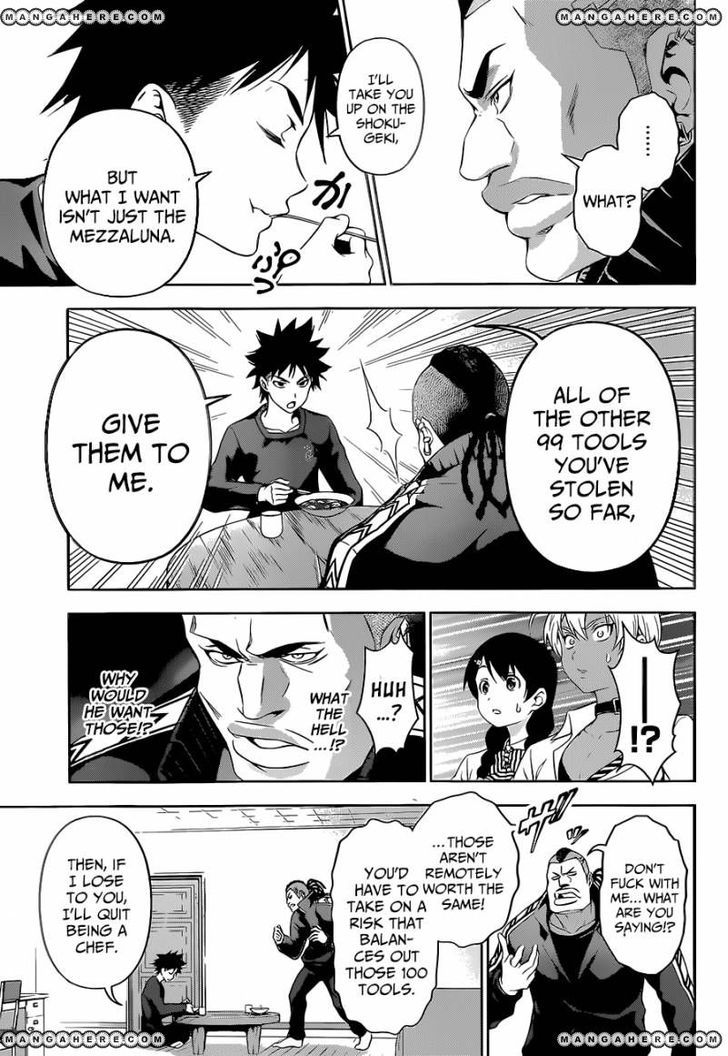 MANGAHERE.COM
MANGAHERE.COM
I'LL
TAKE YOU
UP ON THE
SHOKU-
GEKI,
.......
WHAT?
BUT
WHAT I WANT
ISN'T JUST THE
MEZZALUNA.
ALL OF
THE OTHER
99 TOOLS
YOU'VE
STOLEN
SO FAR,
GIVE
THEM TO
ME.
!?
HUH
...?
WHAT
THE
HELL
...!?
WHY
WOULD
HE WANT
THOSE!?
DON'T
FUCK WITH
ME...WHAT
ARE YOU
SAYING!?
...THOSE
AREN'T
REMOTELY
WORTH THE
SAME!
YOU'D
HAVE TO
TAKE ON A
RISK THAT
BALAN-
CES OUT
THOSE 100
TOOLS.
THEN, IF
I LOSE
TO YOU,
I'LL QUIT
BEING A
CHEF.
MANGAHERE.COM
MANGAHERE.COM